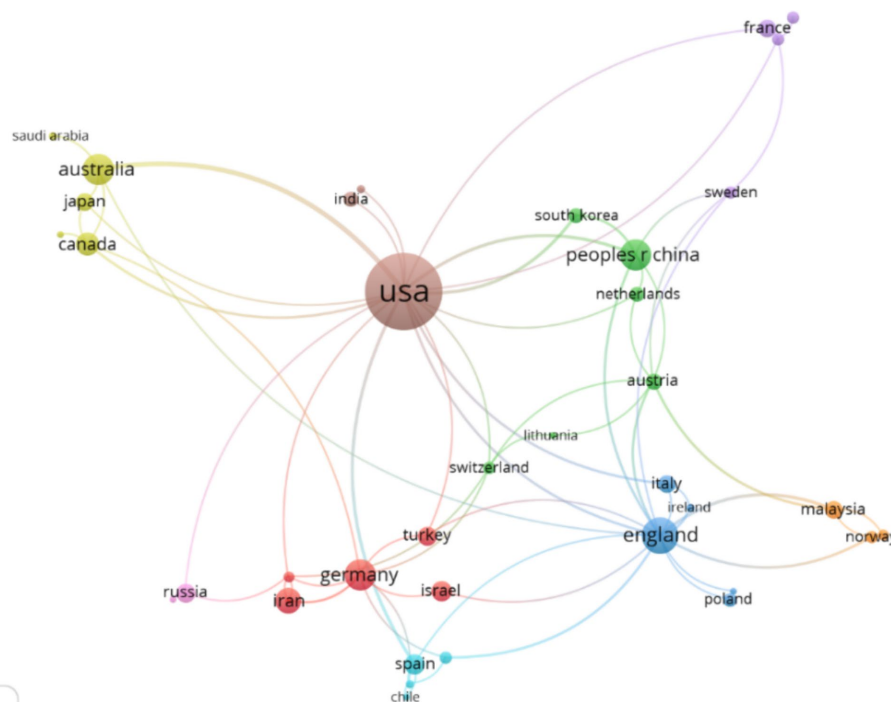 france
saudi arabia
australia
india
sweden
japan
south korea
canada
peoples r china
usa
netherlands
austria
lithuania
switzerland
italy
ireland
malaysia
turkey
england
norway
germany
russia
iran
israel
poland
spain
chile